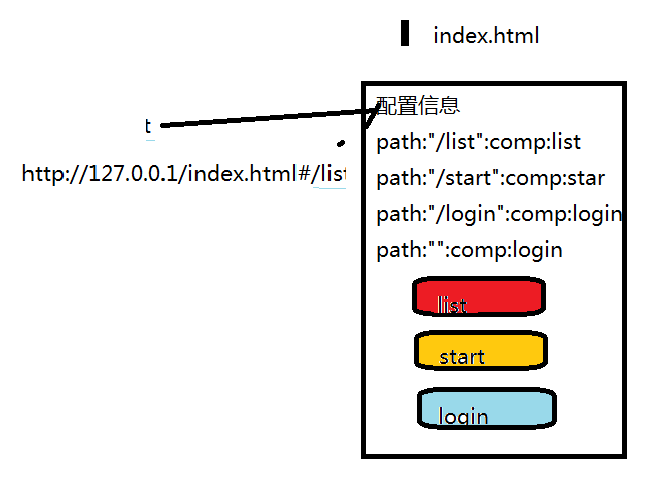 index.html
配置信息
t
path:"/list":comp:list
http://127.0.0.1/index.html#/list
path:"/start":comp:star
path:"/login":comp:login
path:"":comp:login
list
start
login